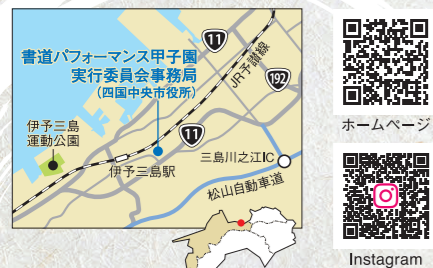 書道パフォーマンス甲子園
実行委員会事務局
(四国中央市役所)
11
JR予讃線
192
伊予三島
運動公園
11
伊予三島駅
三島川之江IC
松山自動車道
ホームページ
Instagram